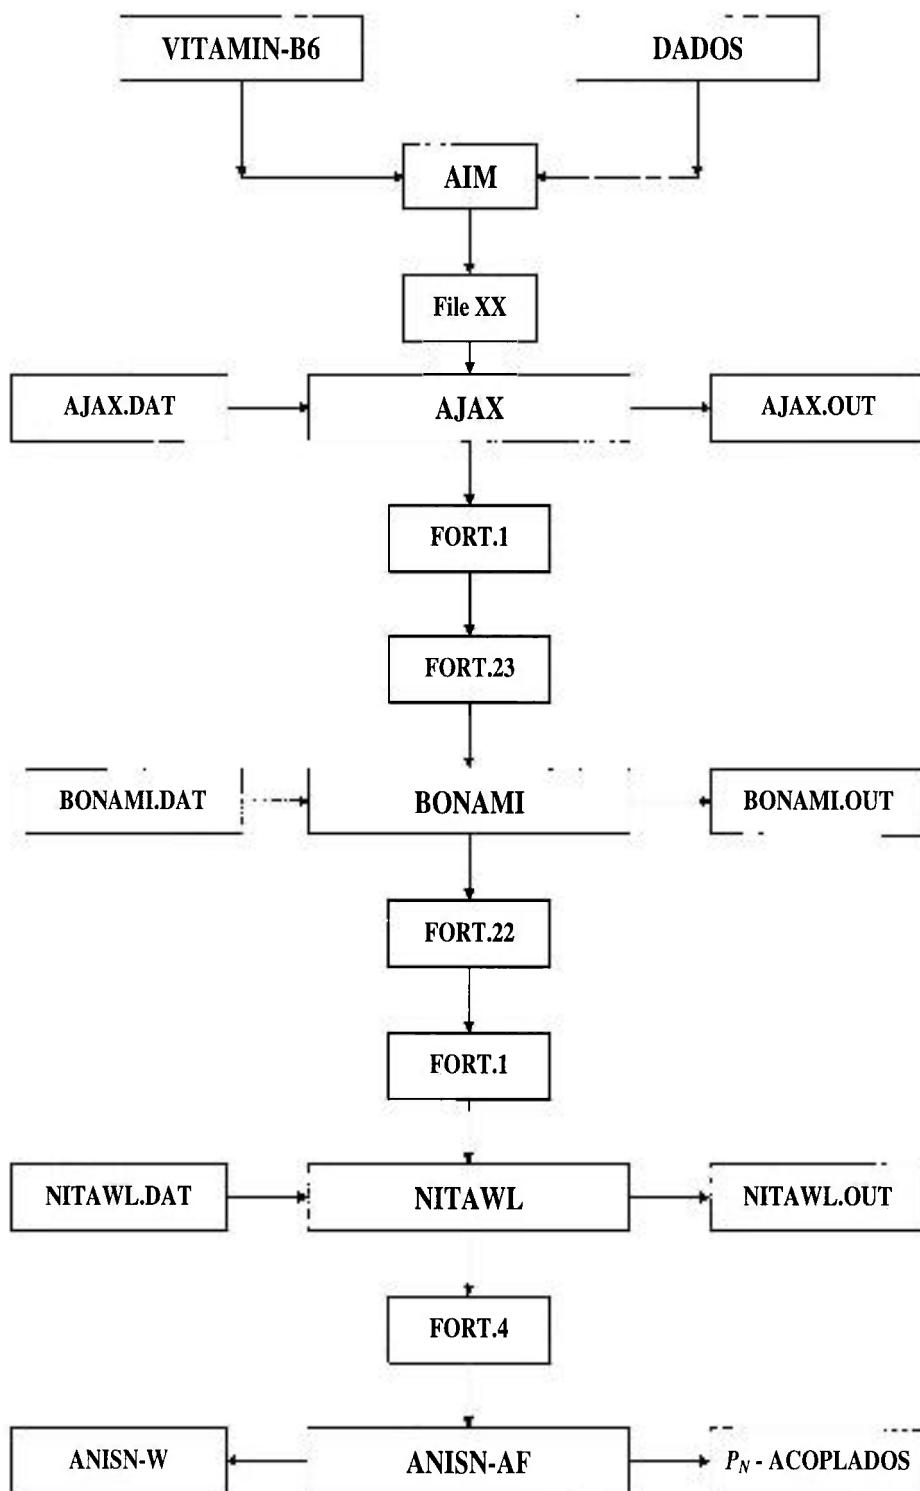 VITAMIN-B6
DADOS
AIM
File XX
AJAX.DAT
AJAX
AJAX.OUT
FORT.1
FORT.23
BONAMI.DAT
BONAMI
BONAMI.OUT
FORT.22
FORT.1
NITAWL.DAT
NITAWL
NITAWL.OUT
FORT.4
ANISN-W
ANISN-AF
PN - ACOPLADOS